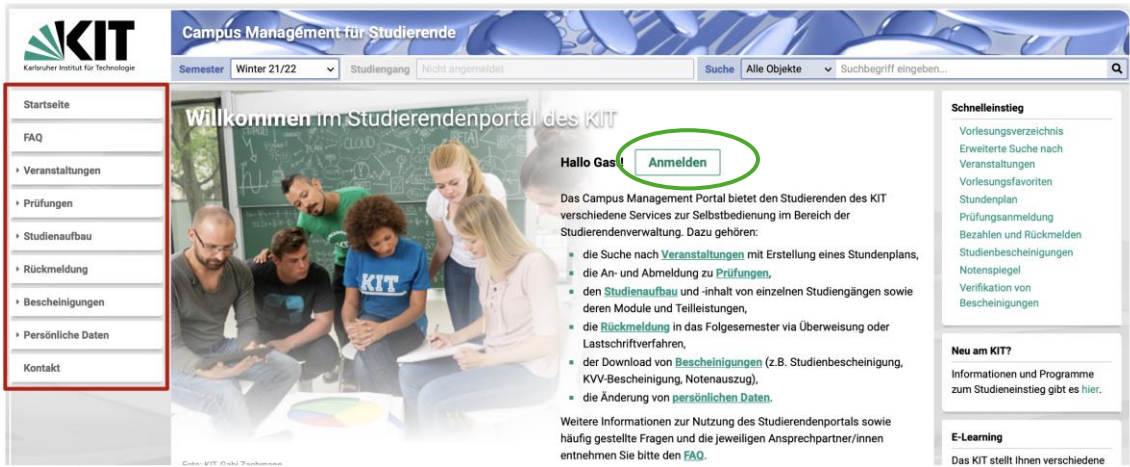 KIT
Karlsruher Institut für Technologie
Campus Management für Studierende
Semester Winter 21/22 Studiengang Nicht angemeldet Suche Alle Objekte Suchbegriff eingeben...
Startseite
FAQ
Veranstaltungen
Prüfungen
Studienaufbau
Rückmeldung
Bescheinigungen
Persönliche Daten
Kontakt
Willkommen im Studierendenportal des KIT
KIT
Hallo Gast! Anmelden
Das Campus Management Portal bietet den Studierenden des KIT
verschiedene Services zur Selbstbedienung im Bereich der
Studierendenverwaltung. Dazu gehören:
die Suche nach Veranstaltungen mit Erstellung eines Stundenplans,
die An- und Abmeldung zu Prüfungen,
den Studienaufbau und -inhalt von einzelnen Studiengängen sowie
deren Module und Teilleistungen,
die Rückmeldung in das Folgesemester via Überweisung oder
Lastschriftverfahren,
der Download von Bescheinigungen (z.B. Studienbescheinigung,
KVV-Bescheinigung, Notenauszug),
die Änderung von persönlichen Daten.
Weitere Informationen zur Nutzung des Studierendenportals sowie
häufig gestellte Fragen und die jeweiligen Ansprechpartner/innen
entnehmen Sie bitte den FAQ.
Foto: KIT, Gabi Zachmann
Schnelleinstieg
Vorlesungsverzeichnis
Erweiterte Suche nach
Veranstaltungen
Vorlesungsfavoriten
Stundenplan
Prüfungsanmeldung
Bezahlen und Rückmelden
Studienbescheinigungen
Notenspiegel
Verifikation von
Bescheinigungen
Neu am KIT?
Informationen und Programme
zum Studieneinstieg gibt es hier.
E-Learning
Das KIT stellt Ihnen verschiedene